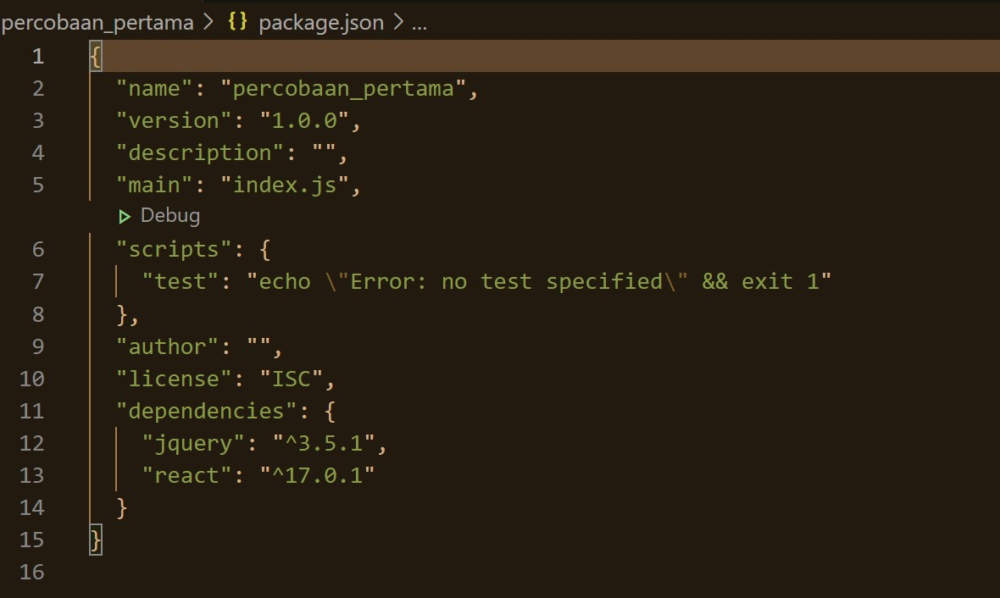 percobaan_pertama > {} package.json > ...
1 {
2 "name": "percobaan_pertama",
3 "version": "1.0.0",
4 "description": "",
5 "main": "index.js",
Debug
6 "scripts": {
7 "test": "echo \"Error: no test specified\" && exit 1"
8 },
9 "author": "",
10 "license": "ISC",
11 "dependencies": {
12 "jquery": "^3.5.1",
13 "react": "^17.0.1"
14 }
15 }
16